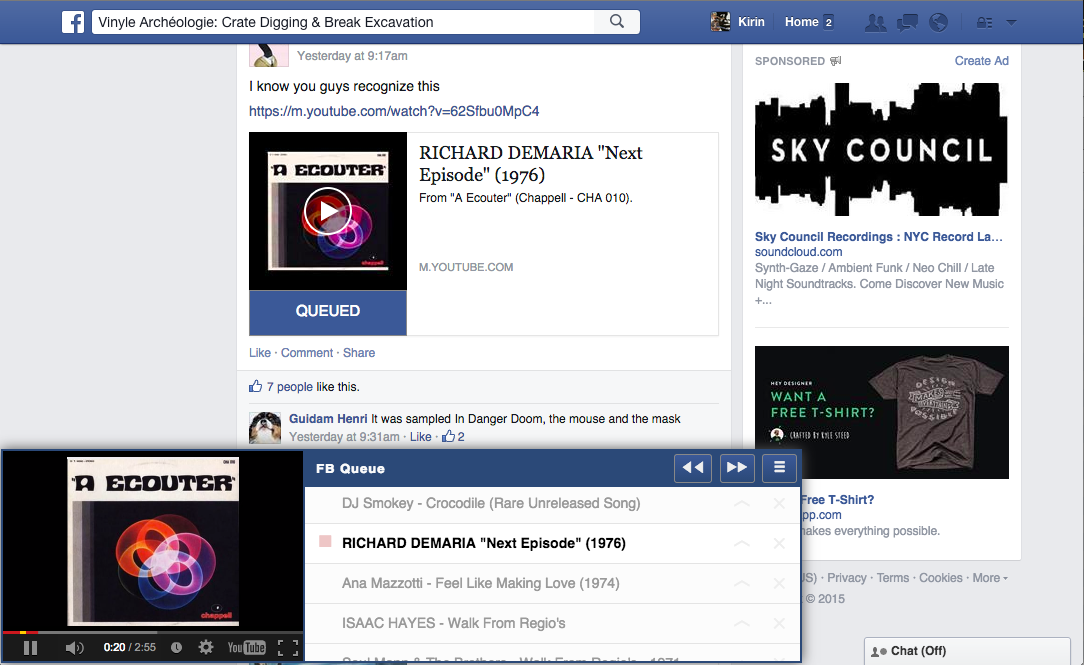 Vinyle Archéologie: Crate Digging & Break Excavation
Kirin
Home 2
Yesterday at 9:17am
I know you guys recognize this
https://m.youtube.com/watch?v=62Sfbu0MpC4
"A ECOUTER"
chappell
RICHARD DEMARIA "Next
Episode" (1976)
From "A Ecouter" (Chappell - CHA 010).
M.YOUTUBE.COM
QUEUED
Like · Comment · Share
7 people like this.
Guidam Henri It was sampled In Danger Doom, the mouse and the mask
Yesterday at 9:31am · Like · 2
SPONSORED
Create Ad
SKY COUNCIL
Sky Council Recordings : NYC Record La...
soundcloud.com
Synth-Gaze / Ambient Funk / Neo Chill / Late
Night Soundtracks. Come Discover New Music
+...
HEY DESIGNER
WANT A
FREE T-SHIRT?
CRAFTED BY KYLE STEED
DESIGN
MAKES
EVERYTHING
POSSIBLE
Free T-Shirt?
pp.com
akes everything possible.
US) · Privacy · Terms · Cookies · More
© 2015
"A ECOUTER"
chappell
0:20 / 2:55
YouTube
FB Queue
DJ Smokey - Crocodile (Rare Unreleased Song)
RICHARD DEMARIA "Next Episode" (1976)
Ana Mazzotti - Feel Like Making Love (1974)
ISAAC HAYES - Walk From Regio's
Chat (Off)